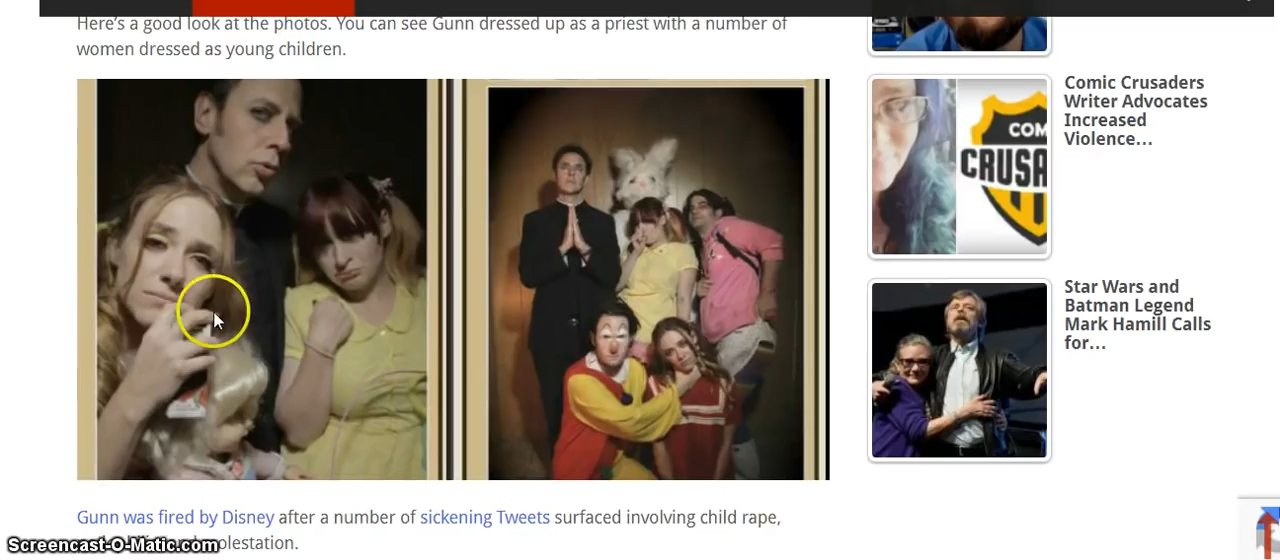 Here's a good look at the photos. You can see Gunn dressed up as a priest with a number of
women dressed as young children.
COM
CRUSA
Comic Crusaders
Writer Advocates
Increased
Violence…
Star Wars and
Batman Legend
Mark Hamill Calls
for…
Gunn was fired by Disney after a number of sickening Tweets surfaced involving child rape,
molestation.
Screencast-O-Matic.com